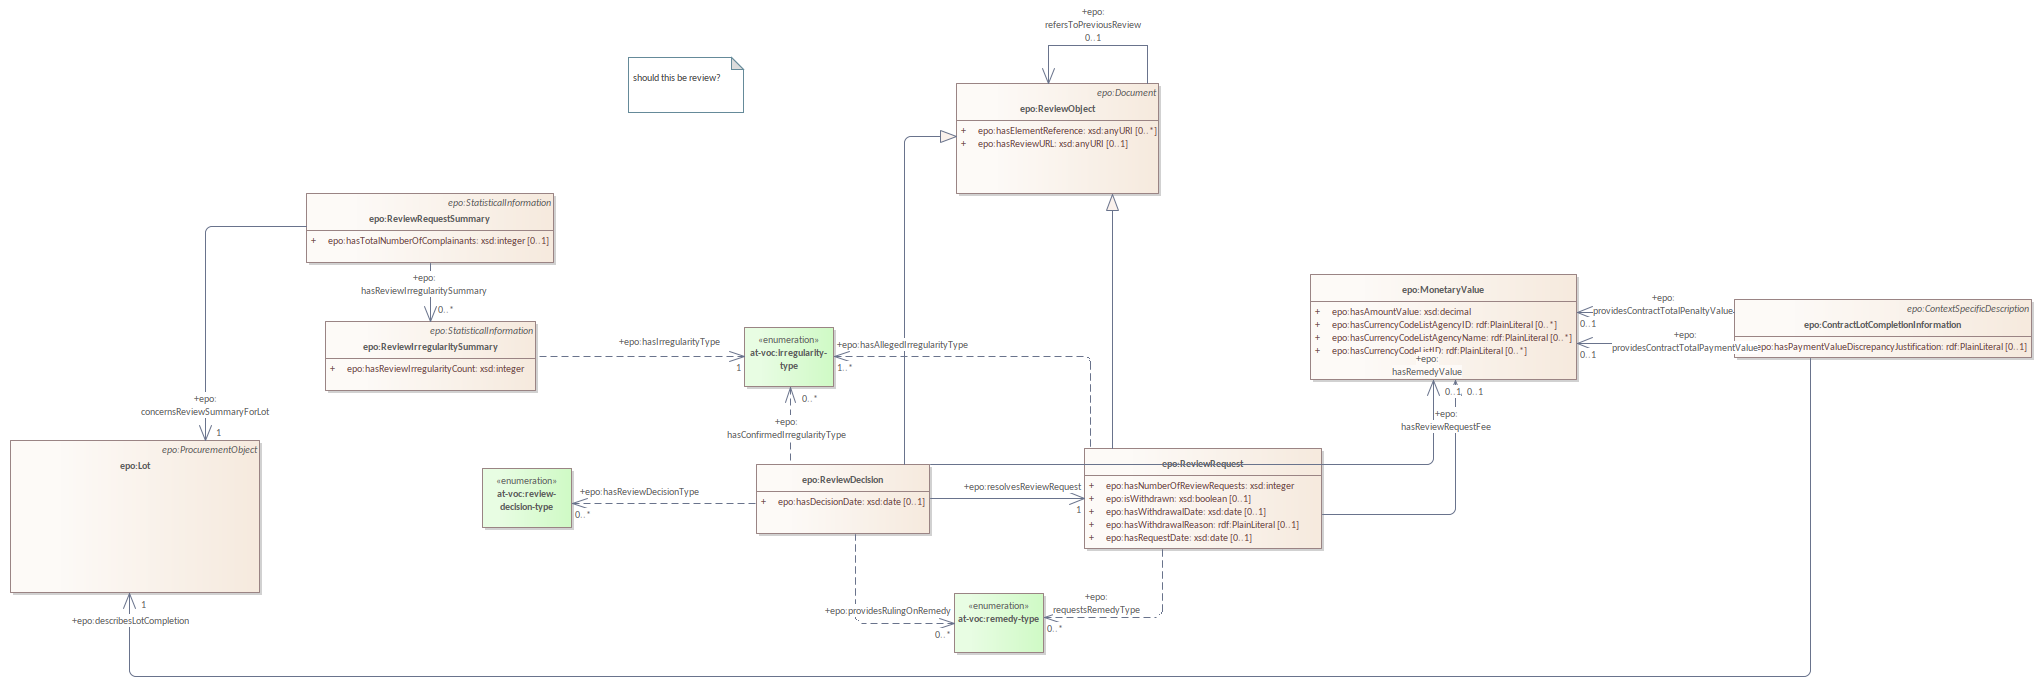 +epo:
refersToPreviousReview
0..1
should this be review?
epo:Document
epo:ReviewObject
+ epo:hasElementReference: xsd:anyURI [0..*]
+ epo:hasReviewURL: xsd:anyURI [0..1]
epo:StatisticalInformation
epo:ReviewRequestSummary
+ epo:hasTotalNumberOfComplainants: xsd:integer [0..1]
+epo:
hasReviewIrregularitySummary
0..*
epo:StatisticalInformation
epo:ReviewIrregularitySummary
+ epo:hasReviewIrregularityCount: xsd:integer
+epo:hasIrregularityType
1
«enumeration»
at-voc:irregularity-
type
+epo:hasAllegedIrregularityType
1..*
epo:MonetaryValue
+ epo:hasAmountValue: xsd:decimal
+ epo:hasCurrencyCodeListAgencyID: rdf:PlainLiteral [0..*]
+ epo:hasCurrencyCodeListAgencyName: rdf:PlainLiteral [0..*]
+ epo:hasCurrencyCodeListID: rdf:PlainLiteral [0..*]
+epo:
hasRemedyValue
0..1, 0..1
+epo:
hasReviewRequestFee
+epo:
providesContractTotalPenaltyValue
0..1
+epo:
providesContractTotalPaymentValue
0..1
epo:ContextSpecificDescription
epo:ContractLotCompletionInformation
epo:hasPaymentValueDiscrepancyJustification: rdf:PlainLiteral [0..1]
+epo:
concernsReviewSummaryForLot
1
0..*
+epo:
hasConfirmedIrregularityType
epo:ProcurementObject
epo:Lot
«enumeration»
at-voc:review-
decision-type
+epo:hasReviewDecisionType
0..*
epo:ReviewDecision
+ epo:hasDecisionDate: xsd:date [0..1]
+epo:resolvesReviewRequest
1
epo:ReviewRequest
+ epo:hasNumberOfReviewRequests: xsd:integer
+ epo:isWithdrawn: xsd:boolean [0..1]
+ epo:hasWithdrawalDate: xsd:date [0..1]
+ epo:hasWithdrawalReason: rdf:PlainLiteral [0..1]
+ epo:hasRequestDate: xsd:date [0..1]
1
+epo:describesLotCompletion
+epo:providesRulingOnRemedy
0..*
«enumeration»
at-voc:remedy-type
+epo:
requestsRemedyType
0..*